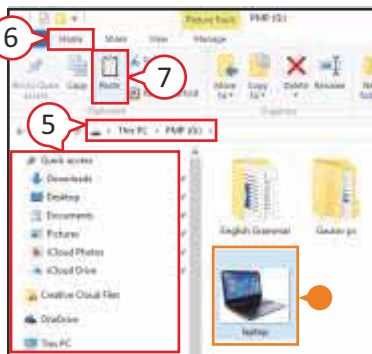 Picture Tools PMP (G:)
6 Home Share View Manage
Copy Paste Move to Copy to Delete Rename
7
5 This PC PMP (G:)
Quick access
Downloads
Desktop
Documents
Pictures
iCloud Photos
iCloud Drive
Creative Cloud Files
OneDrive
This PC
English Grammar
laptop